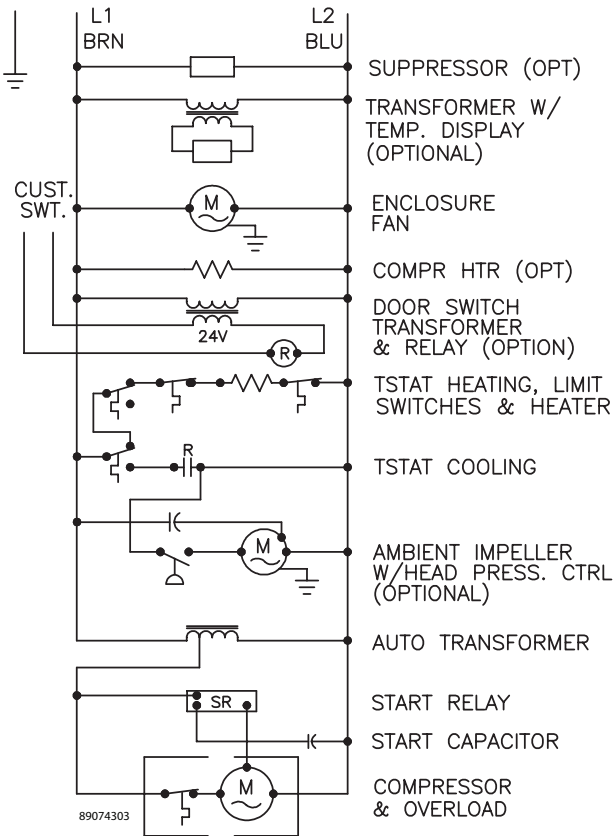 L1
BRN
L2
BLU
SUPPRESSOR (OPT)
TRANSFORMER W/
TEMP. DISPLAY
(OPTIONAL)
CUST.
SWT.
M
ENCLOSURE
FAN
COMPR HTR (OPT)
24V
R
DOOR SWITCH
TRANSFORMER
& RELAY (OPTION)
TSTAT HEATING, LIMIT
SWITCHES & HEATER
R
TSTAT COOLING
M
AMBIENT IMPELLER
W/HEAD PRESS. CTRL
(OPTIONAL)
AUTO TRANSFORMER
SR
START RELAY
START CAPACITOR
M
COMPRESSOR
& OVERLOAD
89074303